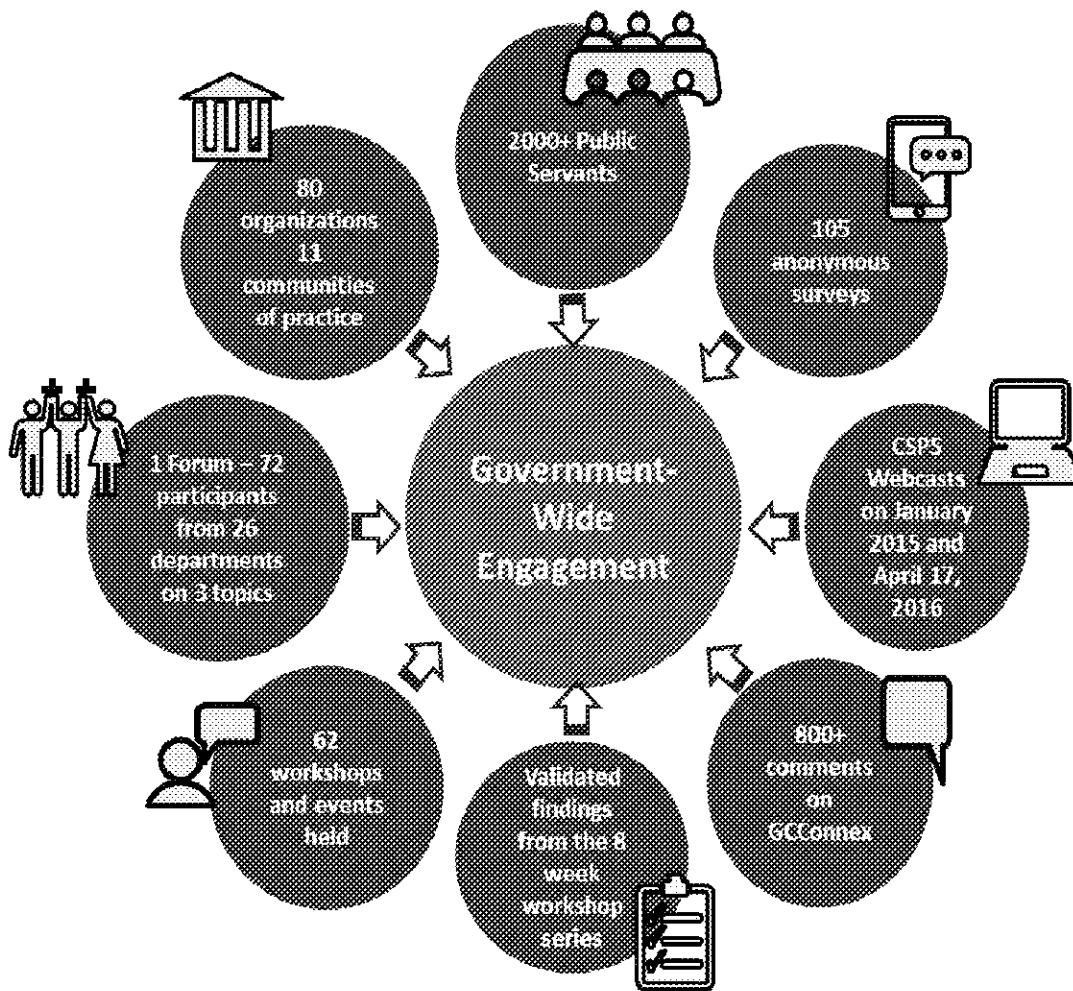 2000+ Public
Servants
80
organizations
11
communities
of practice
105
anonymous
surveys
1 Forum – 72
participants
from 26
departments
on 3 topics
Government-
Wide
Engagement
CSPS
Webcasts
on January
2015 and
April 17,
2016
62
workshops
and events
held
Validated
findings
from the 8
week
workshop
series
800+
comments
on
GCConnex